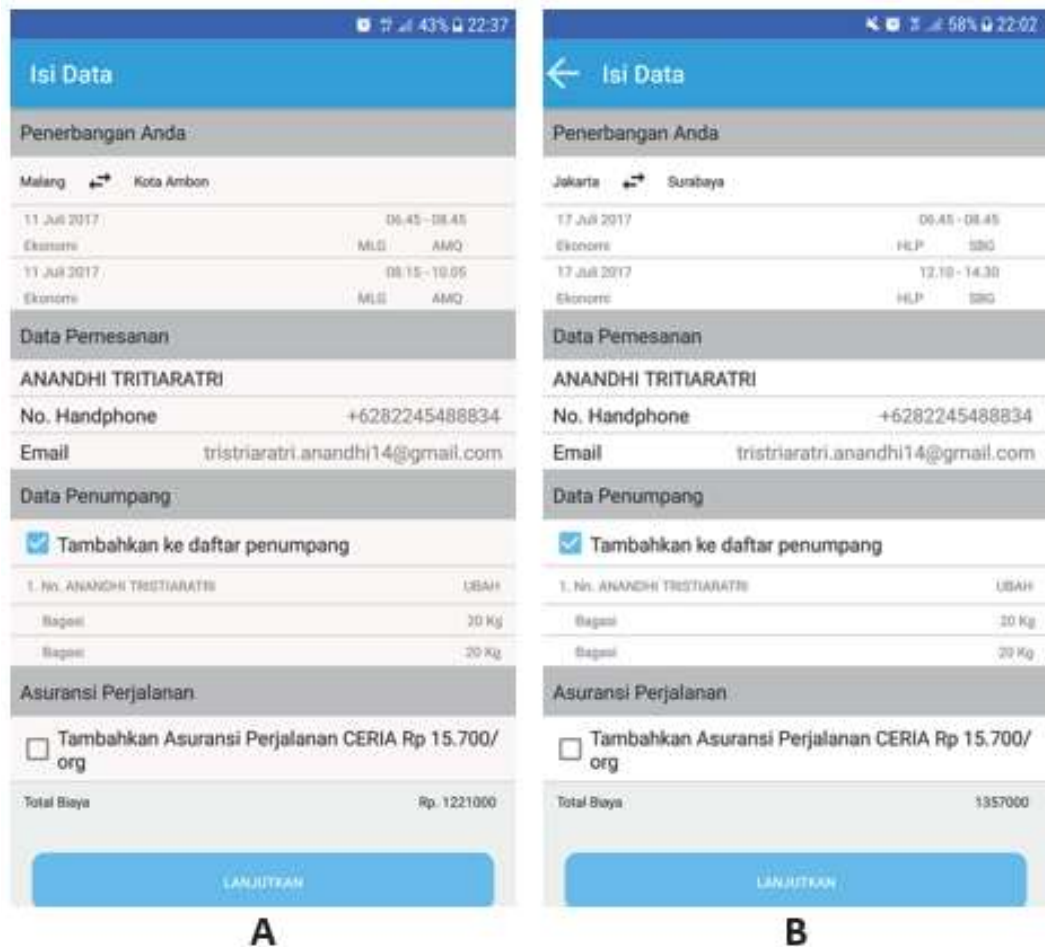 43% 22:37
Isi Data
Penerbangan Anda
Malang Kota Ambon
11 Juli 2017 06.45 - 08.45
Ekonomi MLG AMQ
11 Juli 2017 08.15 - 10.05
Ekonomi MLG AMQ
Data Pemesanan
ANANDHI TRITIARATRI
No. Handphone +6282245488834
Email tristriaratri.anandhi14@gmail.com
Data Penumpang
Tambahkan ke daftar penumpang
1. Nn. ANANDHI TRISTIARATRI UBAH
Bagasi 20 Kg
Bagasi 20 Kg
Asuransi Perjalanan
Tambahkan Asuransi Perjalanan CERIA Rp 15.700/
org
Total Biaya Rp. 1221000
LANJUTKAN
A
58% 22:02
Isi Data
Penerbangan Anda
Jakarta Surabaya
17 Juli 2017 06.45 - 08.45
Ekonomi HLP SBG
17 Juli 2017 12.10 - 14.30
Ekonomi HLP SBG
Data Pemesanan
ANANDHI TRITIARATRI
No. Handphone +6282245488834
Email tristriaratri.anandhi14@gmail.com
Data Penumpang
Tambahkan ke daftar penumpang
1. Nn. ANANDHI TRISTIARATRI UBAH
Bagasi 20 Kg
Bagasi 20 Kg
Asuransi Perjalanan
Tambahkan Asuransi Perjalanan CERIA Rp 15.700/
org
Total Biaya 1357000
LANJUTKAN
B